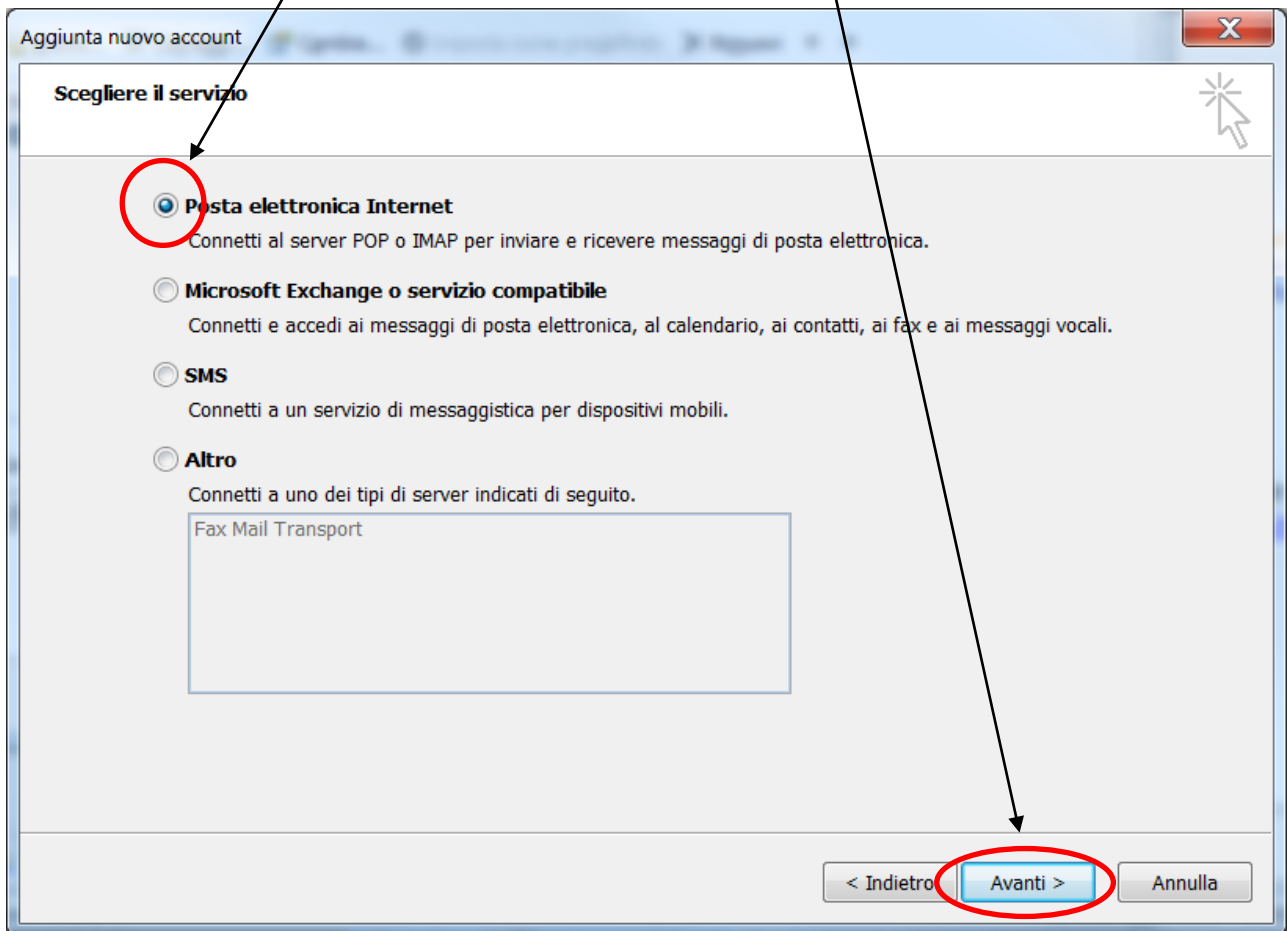 Aggiunta nuovo account
Scegliere il servizio
Posta elettronica Internet
Connetti al server POP o IMAP per inviare e ricevere messaggi di posta elettronica.
Microsoft Exchange o servizio compatibile
Connetti e accedi ai messaggi di posta elettronica, al calendario, ai contatti, ai fax e ai messaggi vocali.
SMS
Connetti a un servizio di messaggistica per dispositivi mobili.
Altro
Connetti a uno dei tipi di server indicati di seguito.
Fax Mail Transport
< Indietro Avanti > Annulla